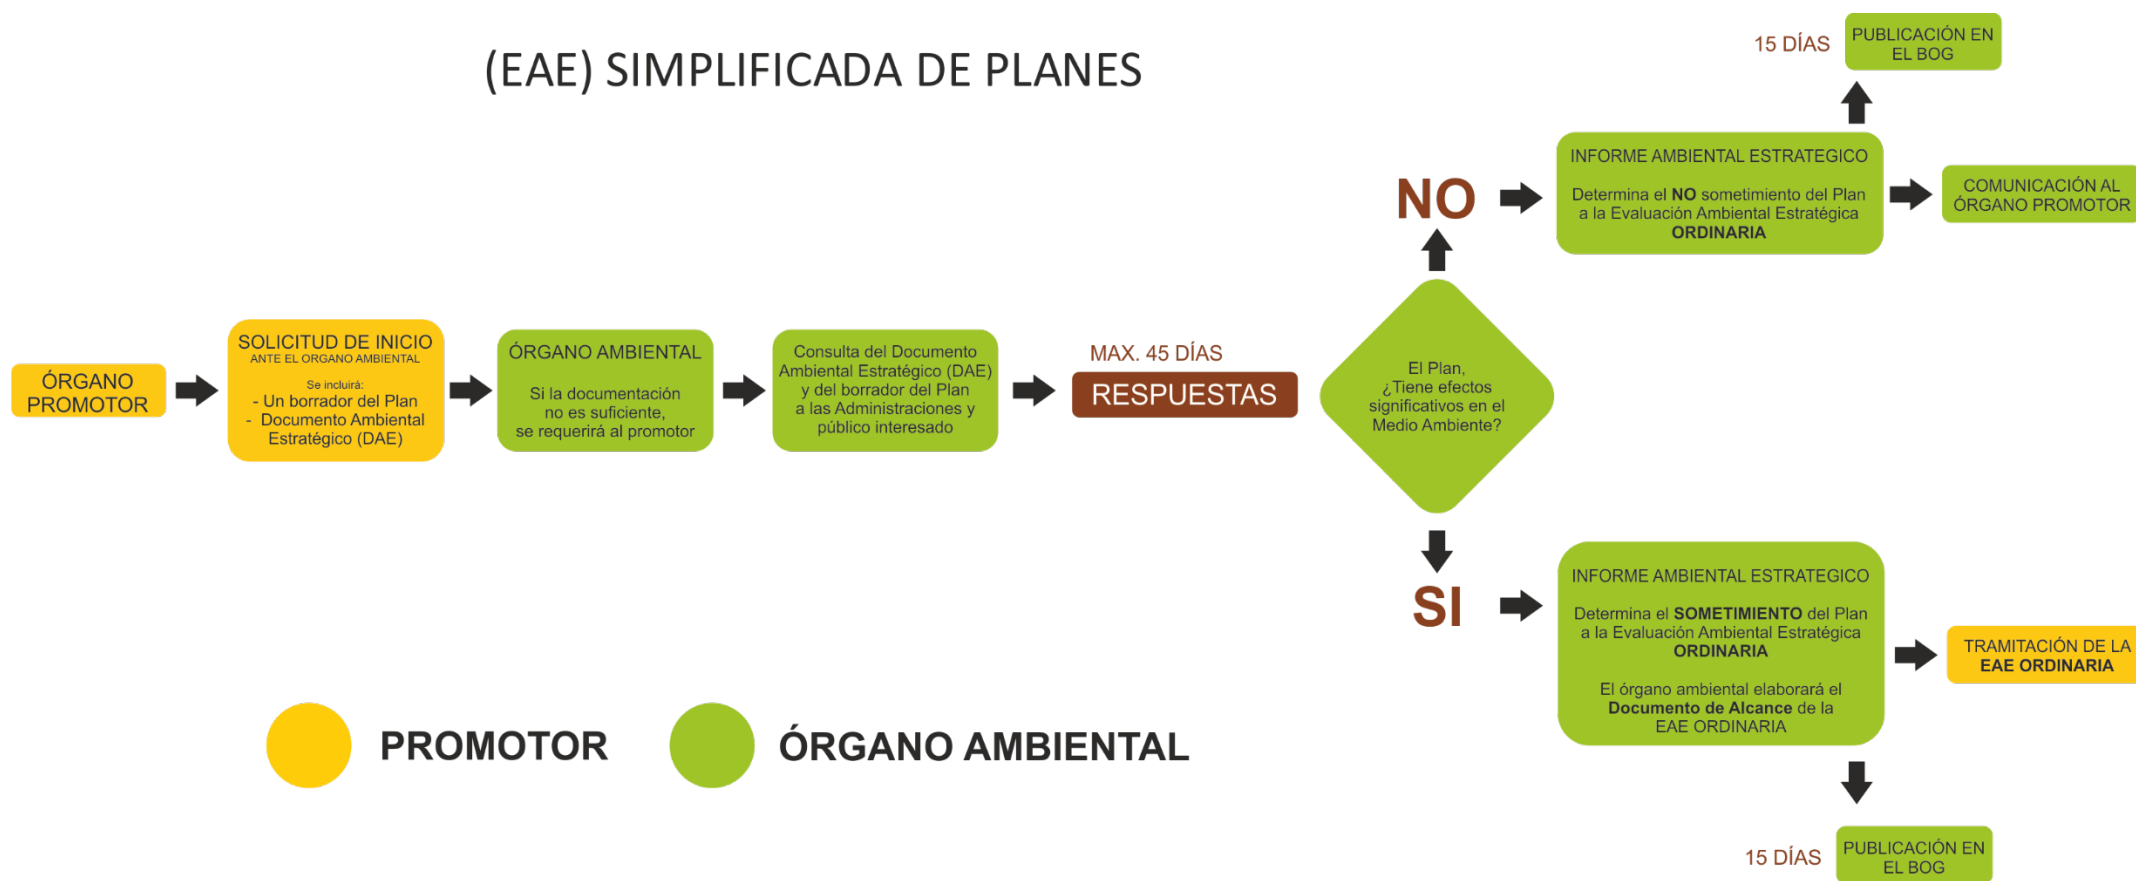 (EAE) SIMPLIFICADA DE PLANES
ÓRGANO
PROMOTOR
SOLICITUD DE INICIO
ANTE EL ORGANO AMBIENTAL
Se incluirá:
- Un borrador del Plan
- Documento Ambiental
Estratégico (DAE)
ÓRGANO AMBIENTAL
Si la documentación
no es suficiente,
se requerirá al promotor
Consulta del Documento
Ambiental Estratégico (DAE)
y del borrador del Plan
a las Administraciones y
público interesado
MAX. 45 DÍAS
RESPUESTAS
El Plan,
¿Tiene efectos
significativos en el
Medio Ambiente?
NO
INFORME AMBIENTAL ESTRATEGICO
Determina el NO sometimiento del Plan
a la Evaluación Ambiental Estratégica
ORDINARIA
15 DÍAS
PUBLICACIÓN EN
EL BOG
COMUNICACIÓN AL
ÓRGANO PROMOTOR
SI
INFORME AMBIENTAL ESTRATEGICO
Determina el SOMETIMIENTO del Plan
a la Evaluación Ambiental Estratégica
ORDINARIA
El órgano ambiental elaborará el
Documento de Alcance de la
EAE ORDINARIA
TRAMITACIÓN DE LA
EAE ORDINARIA
15 DÍAS
PUBLICACIÓN EN
EL BOG
PROMOTOR
ÓRGANO AMBIENTAL